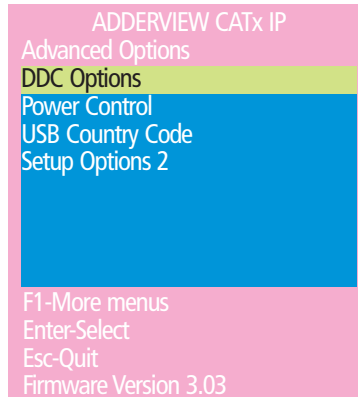 ADDERVIEW CATx IP
Advanced Options
DDC Options
Power Control
USB Country Code
Setup Options 2
F1-More menus
Enter-Select
Esc-Quit
Firmware Version 3.03